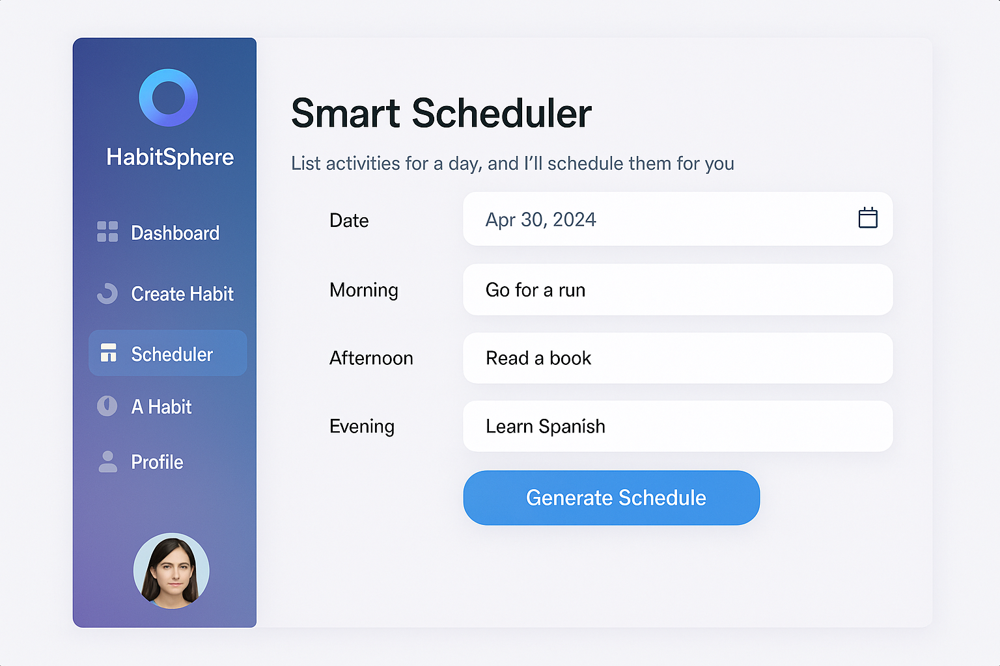 HabitSphere
Dashboard
Create Habit
Scheduler
A Habit
Profile
Smart Scheduler
List activities for a day, and I’ll schedule them for you
Date
Apr 30, 2024
Morning
Go for a run
Afternoon
Read a book
Evening
Learn Spanísh
Generate Schedule